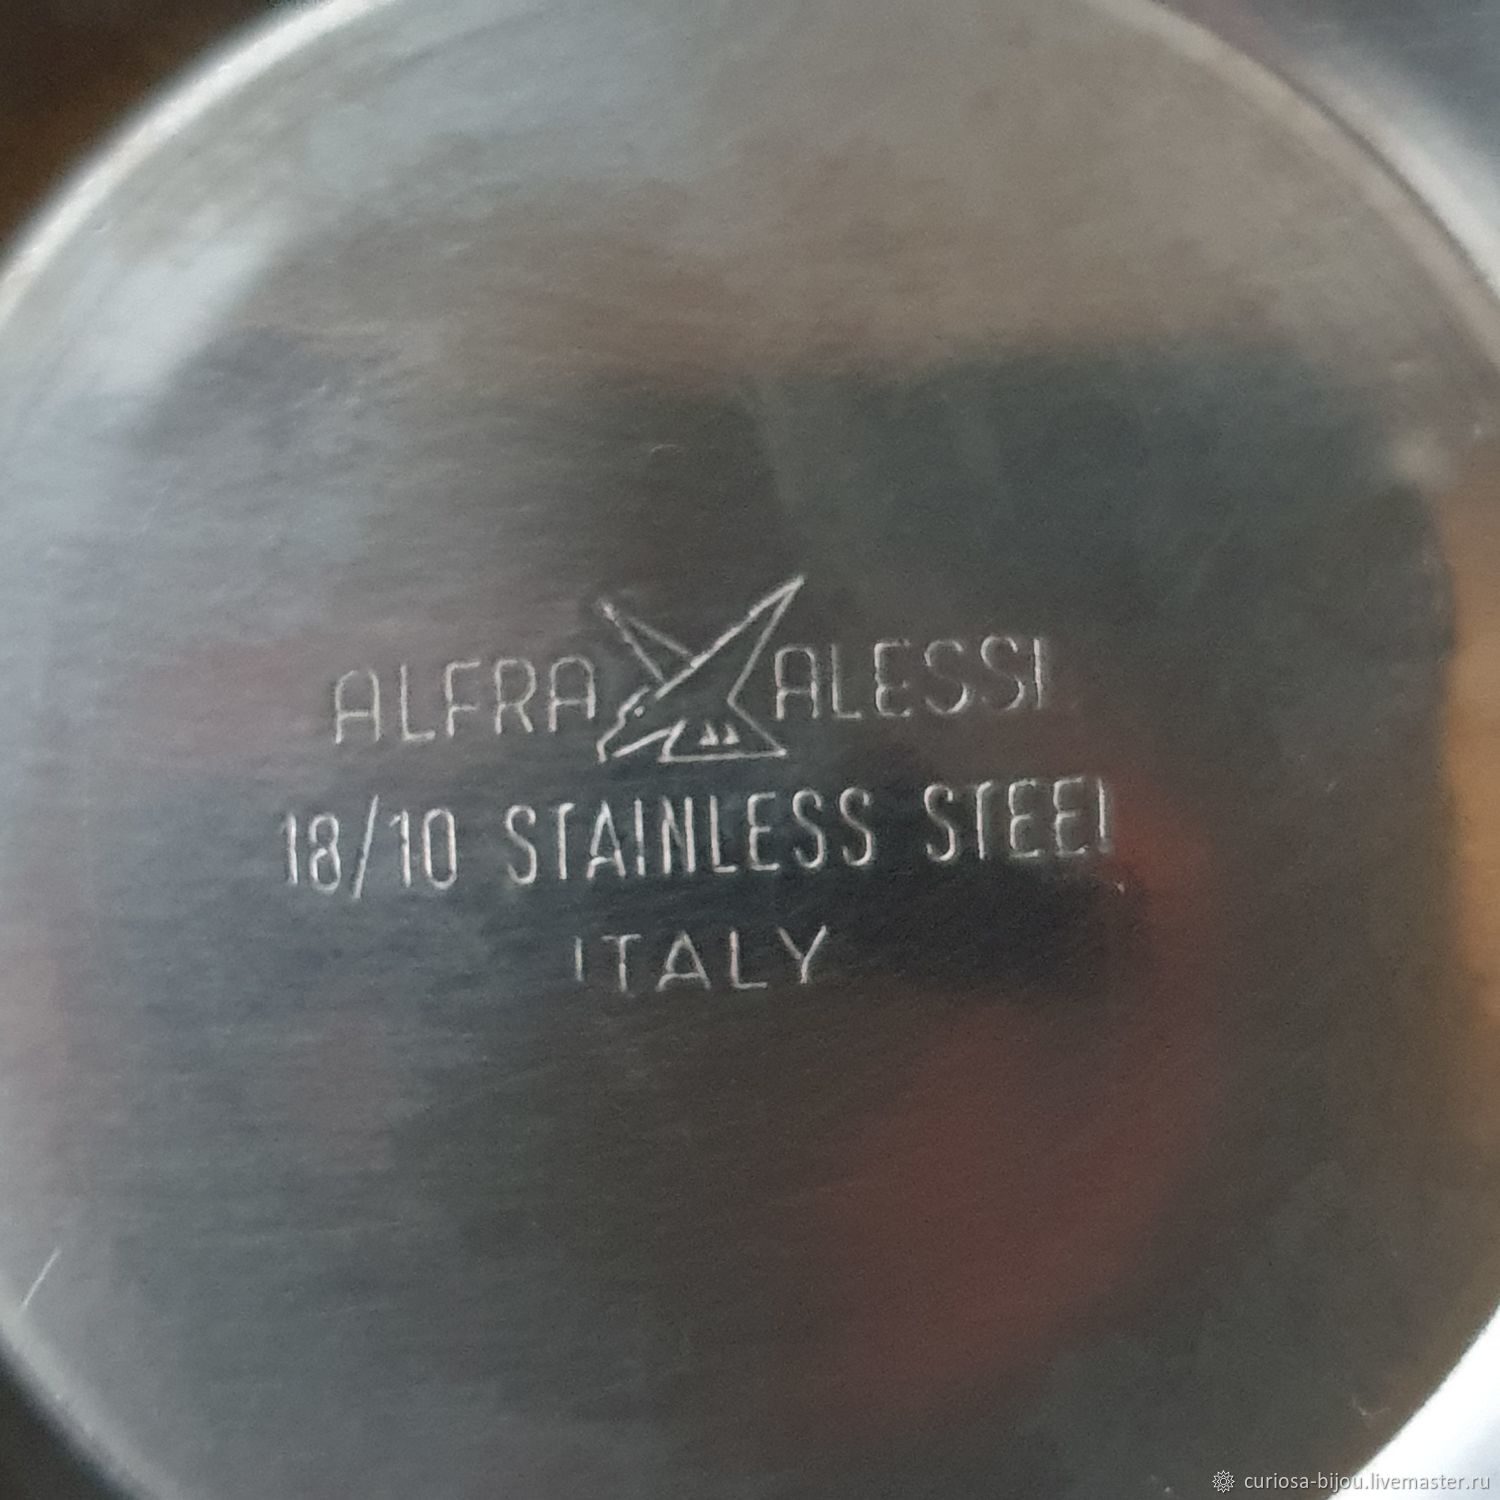 ALFRA ALESSI
18/10 STAINLESS STEEL
ITALY
curiosa-bijou.livemaster.ru